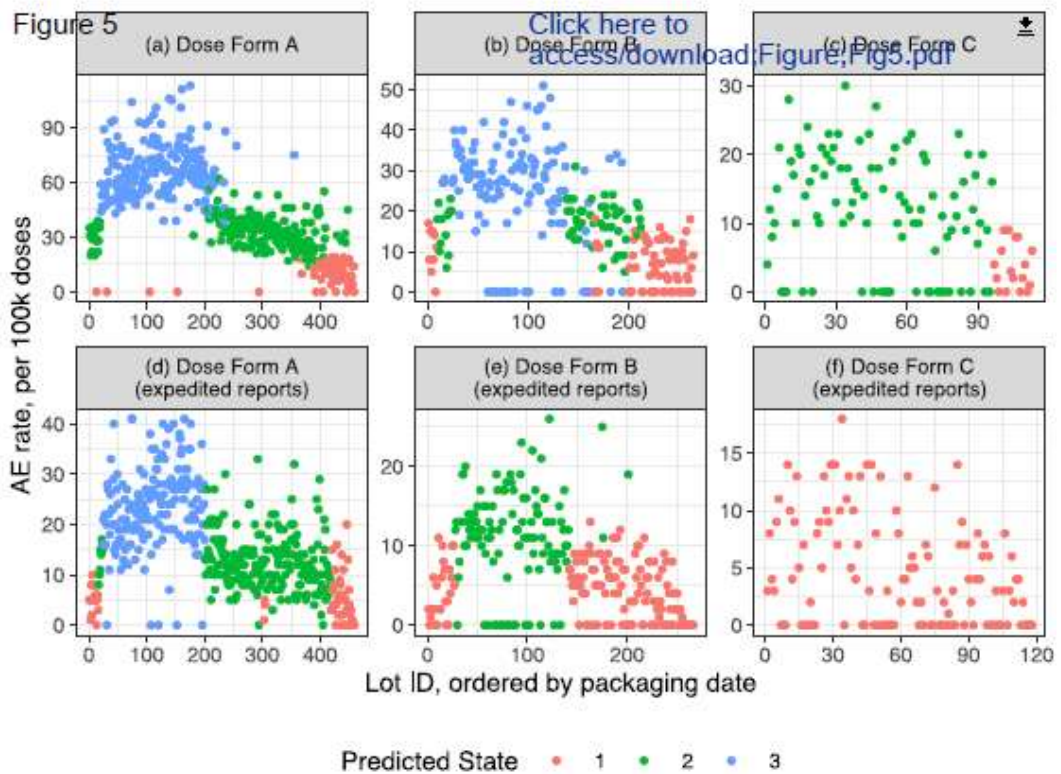 Figure 5
Click here to
access/download;Figure;Fig5.pdf
(a) Dose Form A
(b) Dose Form B
(c) Dose Form C
90
60
30
0
0 100 200 300 400
50
40
30
20
10
0
0 100 200
30
20
10
0
0 30 60 90
(d) Dose Form A
(expedited reports)
(e) Dose Form B
(expedited reports)
(f) Dose Form C
(expedited reports)
40
30
20
10
0
0 100 200 300 400
20
10
0
0 100 200
15
10
5
0
0 30 60 90 120
AE rate, per 100k doses
Lot ID, ordered by packaging date
Predicted State 1 2 3